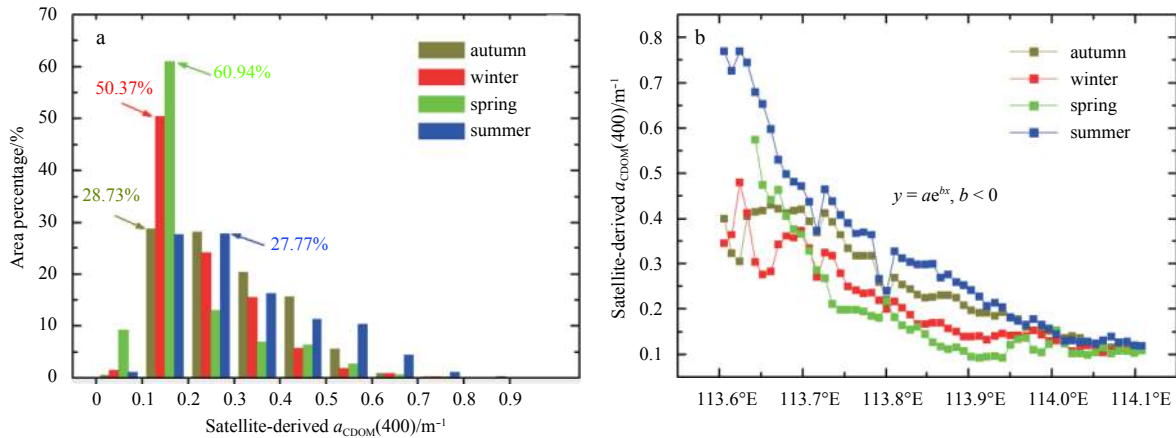 a
70
60
50
40
30
20
10
0
Area percentage/%
60.94%
50.37%
28.73%
27.77%
autumn
winter
spring
summer
0 0.1 0.2 0.3 0.4 0.5 0.6 0.7 0.8 0.9
Satellite-derived aCDOM(400)/m⁻¹
b
0.8
0.7
0.6
0.5
0.4
0.3
0.2
0.1
Satellite-derived aCDOM(400)/m⁻¹
autumn
winter
spring
summer
y = ae^bx, b < 0
113.6°E 113.7°E 113.8°E 113.9°E 114.0°E 114.1°E